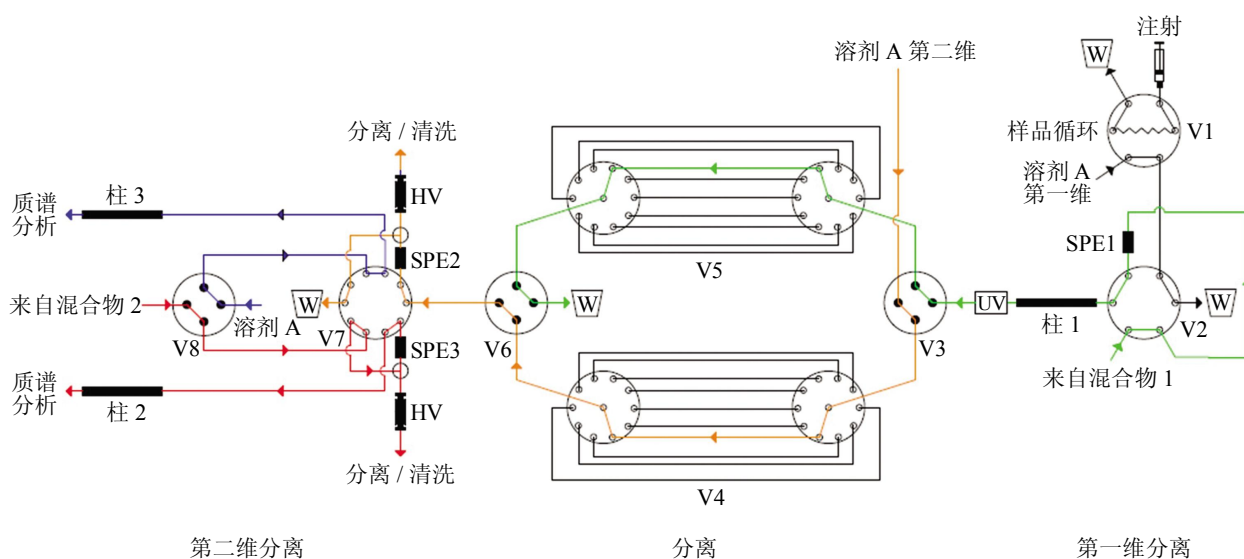 注射
W
V1
样品循环
溶剂 A
第一维
溶剂 A 第二维
SPE1
W
V2
来自混合物 1
UV
柱 1
V3
V5
V4
W
V6
分离 / 清洗
HV
SPE2
W
V7
SPE3
HV
分离 / 清洗
柱 3
质谱
分析
来自混合物 2
溶剂 A
V8
质谱
分析
柱 2
第二维分离
分离
第一维分离